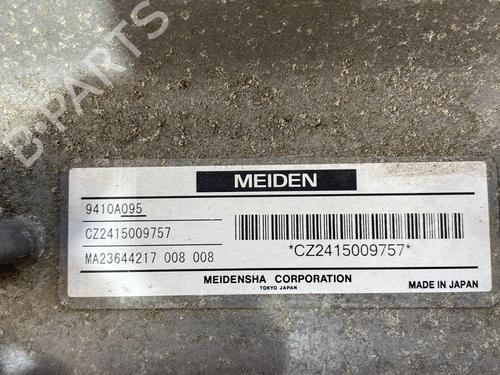 B-PARTS
MEIDEN
9410A095
CZ2415009757
MA23644217 008 008
*CZ2415009757*
MEIDENSHA CORPORATION
TOKYO JAPAN
MADE IN JAPAN